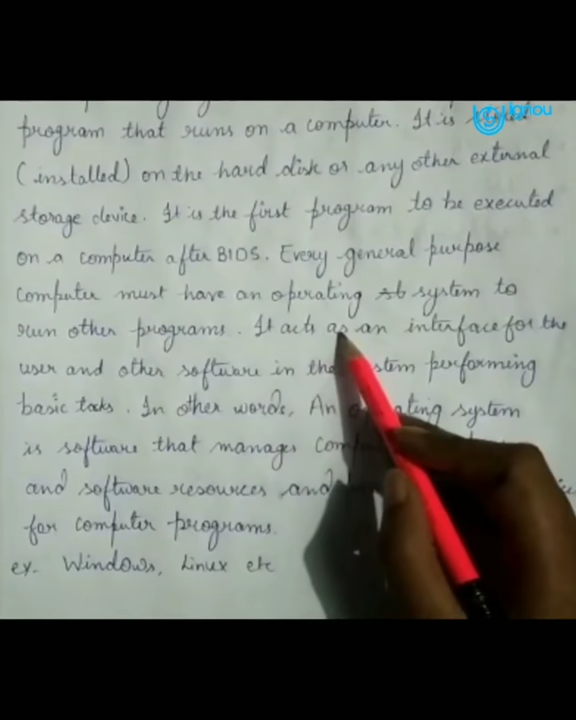 Ignou
program that runs on a computer. It is
(installed) on the hard disk or any other external
storage device. It is the first program to be executed
on a computer after BIOS. Every general purpose
computer must have an operating system to
run other programs. It acts as an interface for the
user and other software in the system performing
basic tasks. In other words, An operating system
is software that manages
and software resources and
for computer programs.
ex. Windows, Linux etc